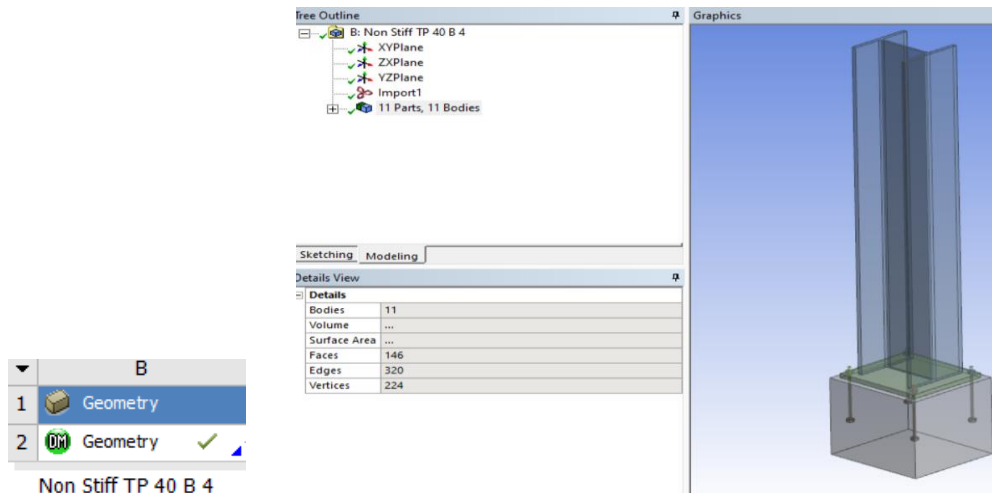 Tree Outline
B: Non Stiff TP 40 B 4
XYPlane
ZXPlane
YZPlane
Import1
11 Parts, 11 Bodies
Sketching Modeling
Details View
Details
Bodies 11
Volume ...
Surface Area ...
Faces 146
Edges 320
Vertices 224
Graphics
B
1 Geometry
2 DM Geometry
Non Stiff TP 40 B 4